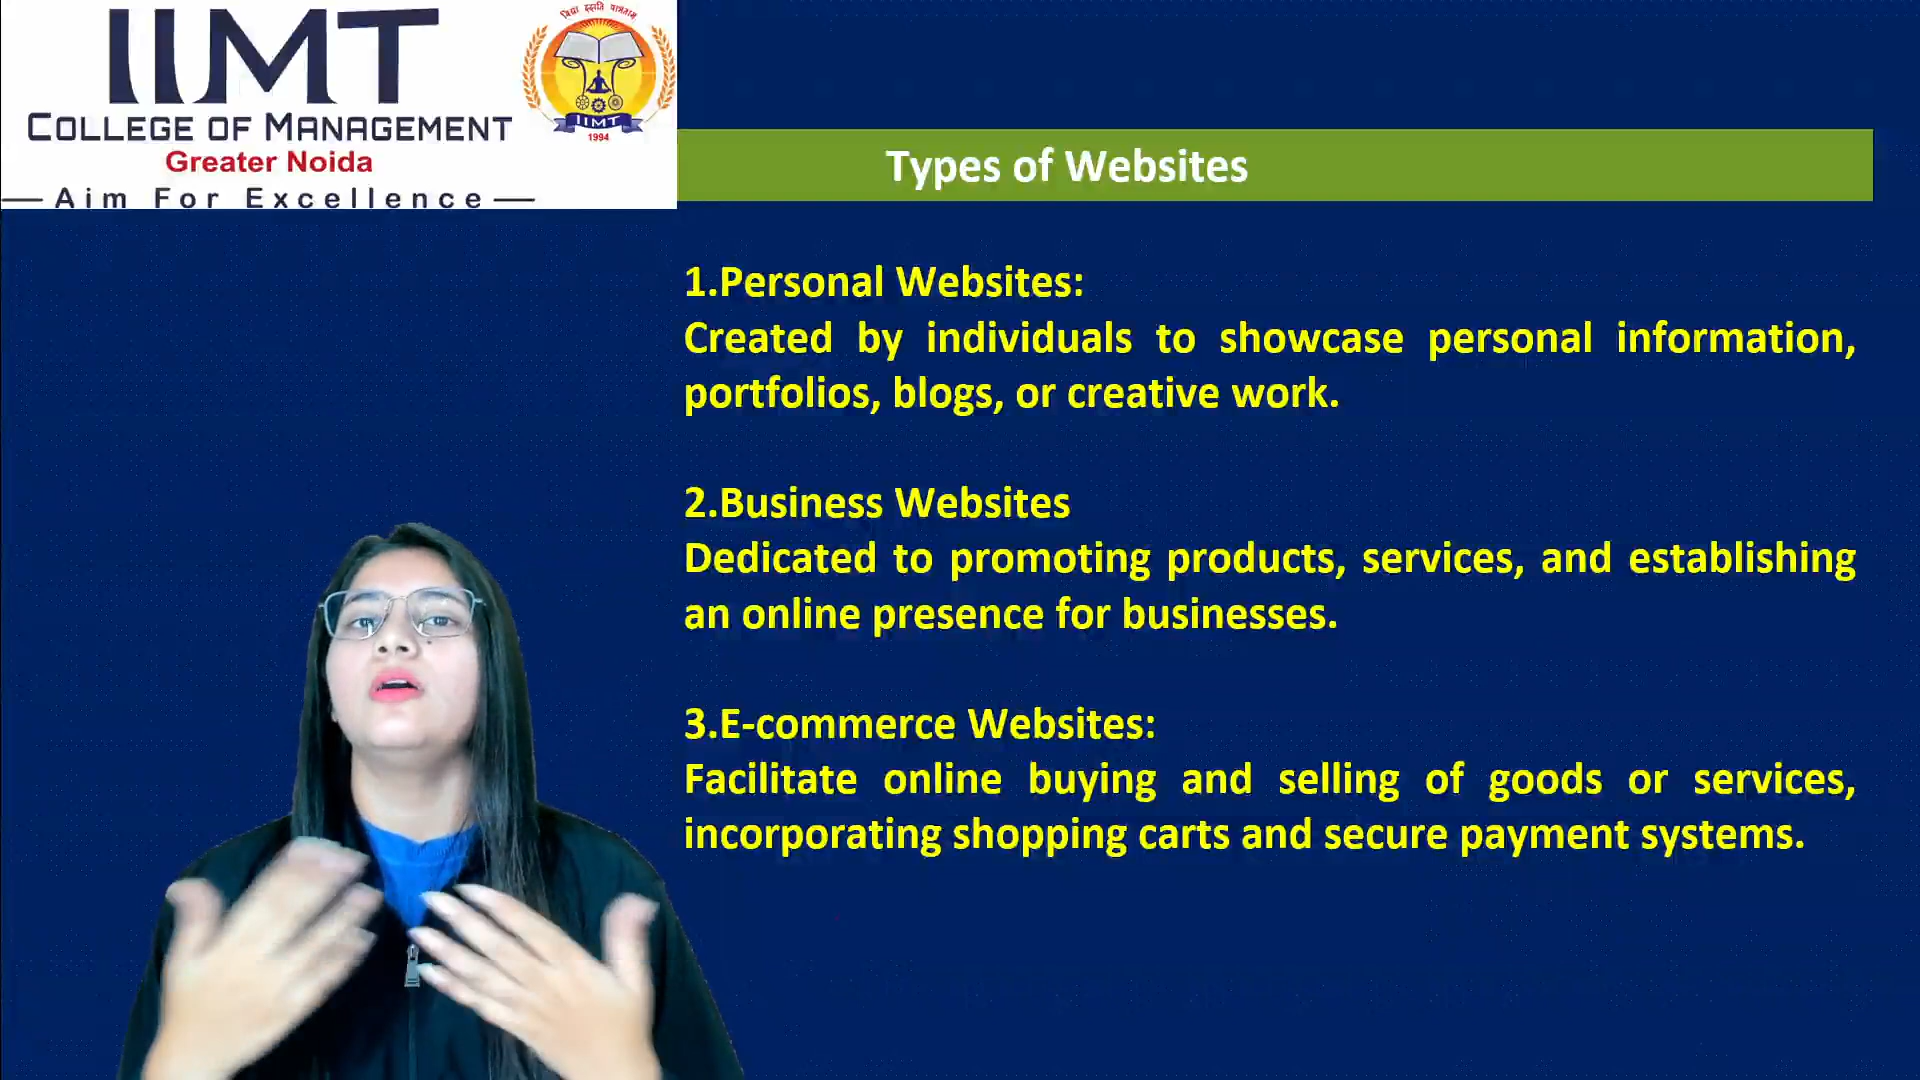 IIMT
COLLEGE OF MANAGEMENT
Greater Noida
Aim For Excellence
IIMT
1994
Types of Websites
1.Personal Websites:
Created by individuals to showcase personal information,
portfolios, blogs, or creative work.
2.Business Websites
Dedicated to promoting products, services, and establishing
an online presence for businesses.
3.E-commerce Websites:
Facilitate online buying and selling of goods or services,
incorporating shopping carts and secure payment systems.